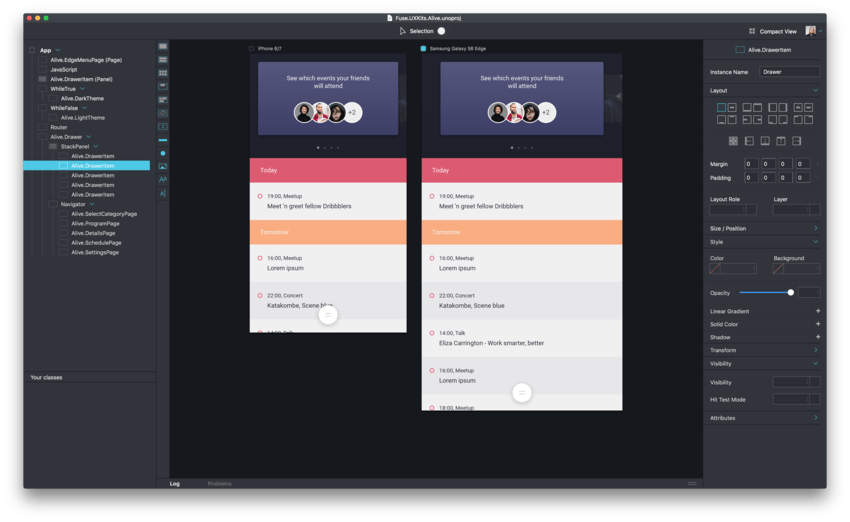 Fuse.UXKits.Alive.unoproj
Selection
Compact View
App
Alive.EdgeMenuPage (Page)
JavaScript
Alive.DrawerItem (Panel)
WhileTrue
Alive.DarkTheme
WhileFalse
Alive.LightTheme
Router
Alive.Drawer
StackPanel
Alive.DrawerItem
Alive.DrawerItem
Alive.DrawerItem
Alive.DrawerItem
Alive.DrawerItem
Navigator
Alive.SelectCategoryPage
Alive.ProgramPage
Alive.DetailsPage
Alive.SchedulePage
Alive.SettingsPage
Your classes
iPhone 6/7
See which events your friends
will attend
+2
Today
19:00, Meetup
Meet 'n greet fellow Dribbblers
Tomorrow
16:00, Meetup
Lorem ipsum
22:00, Concert
Katakombe, Scene blue
14:00, Talk
Samsung Galaxy S6 Edge
See which events your friends
will attend
+2
Today
19:00, Meetup
Meet 'n greet fellow Dribbblers
Tomorrow
16:00, Meetup
Lorem ipsum
22:00, Concert
Katakombe, Scene blue
14:00, Talk
Eliza Carrington - Work smarter, better
16:00, Meetup
Lorem ipsum
18:00, Meetup
Log
Problems
Alive.DrawerItem
Instance Name Drawer
Layout
Margin 0 0 0 0
Padding 0 0 0 0
Layout Role Layer
Size / Position
Style
Color Background
Opacity
Linear Gradient +
Solid Color +
Shadow +
Transform
Visibility
Visibility
Hit Test Mode
Attributes